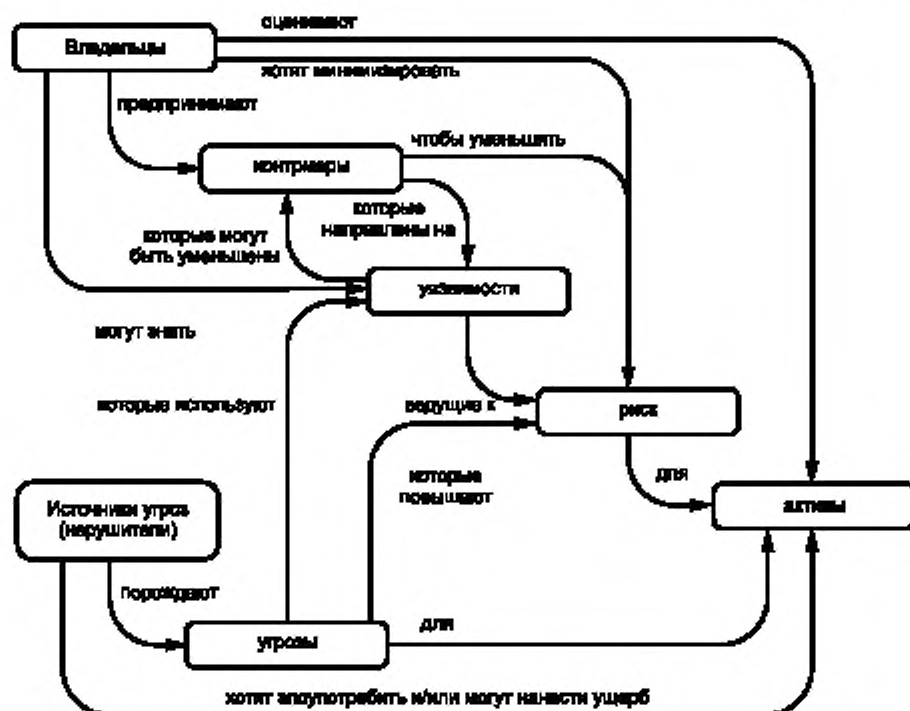 оценивают
Владельцы
хотят минимизировать
предпринимают
чтобы уменьшить
контрмеры
которые
направлены на
которые могут
быть уменьшены
уязвимости
могут знать
которые используют
ведущие к
риск
которые
повышают
для
активы
Источники угроз
(нарушители)
порождают
угрозы
для
хотят злоупотребить и/или могут нанести ущерб